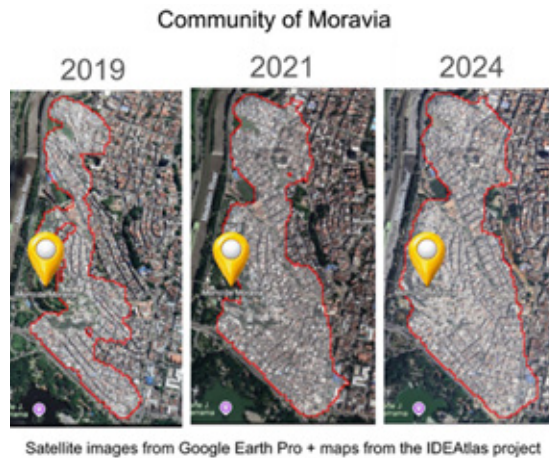 Community of Moravia
2019
2021
2024
Satellite images from Google Earth Pro + maps from the IDEAtlas project